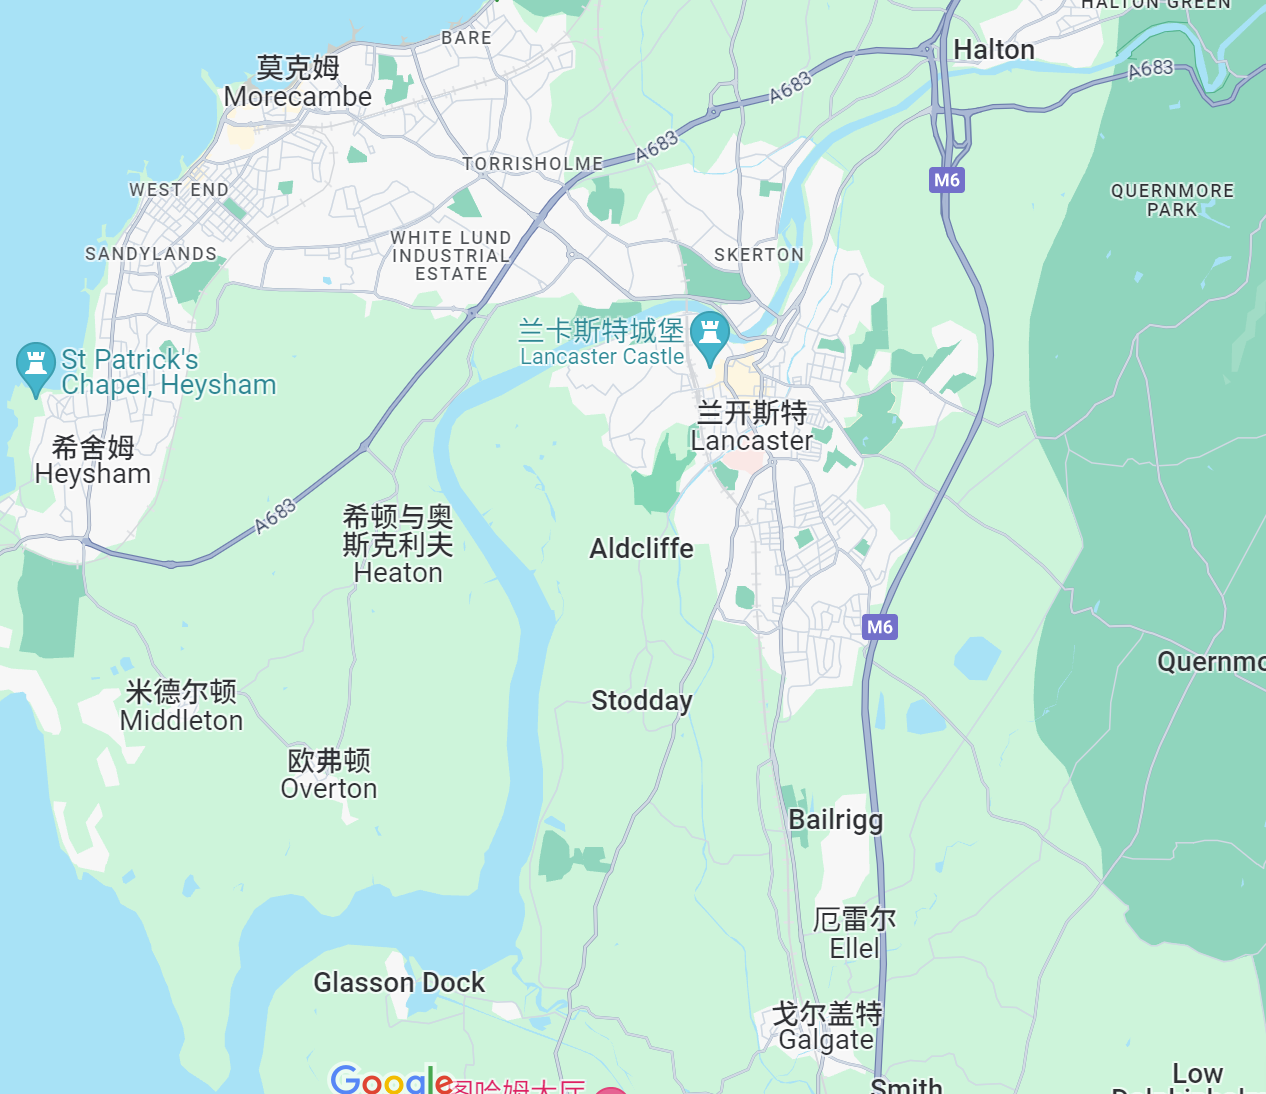 HALTON GREEN
BARE
Halton
莫克姆
Morecambe
A683
A683
A683
TORRISHOLME
M6
WEST END
QUERNMORE
PARK
WHITE LUND
INDUSTRIAL
ESTATE
SANDYLANDS
SKERTON
兰卡斯特城堡
Lancaster Castle
St Patrick's
Chapel, Heysham
兰开斯特
Lancaster
希舍姆
Heysham
A683
希顿与奥
斯克利夫
Heaton
Aldcliffe
M6
Quernmo
米德尔顿
Middleton
Stodday
欧弗顿
Overton
Bailrigg
厄雷尔
Ellel
Glasson Dock
戈尔盖特
Galgate
Google
Smith
Low